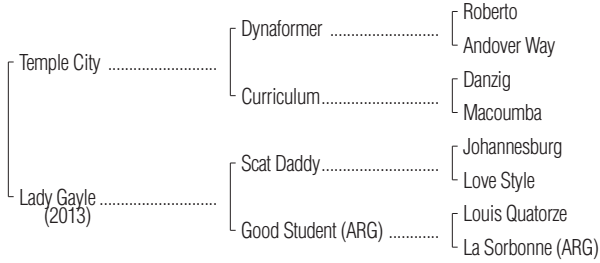 Roberto
Dynaformer ..........................
Andover Way
Temple City ..........................
Danzig
Curriculum............................
Macoumba
Johannesburg
Scat Daddy............................
Love Style
Lady Gayle ............................
(2013)
Louis Quatorze
Good Student (ARG) ............
La Sorbonne (ARG)